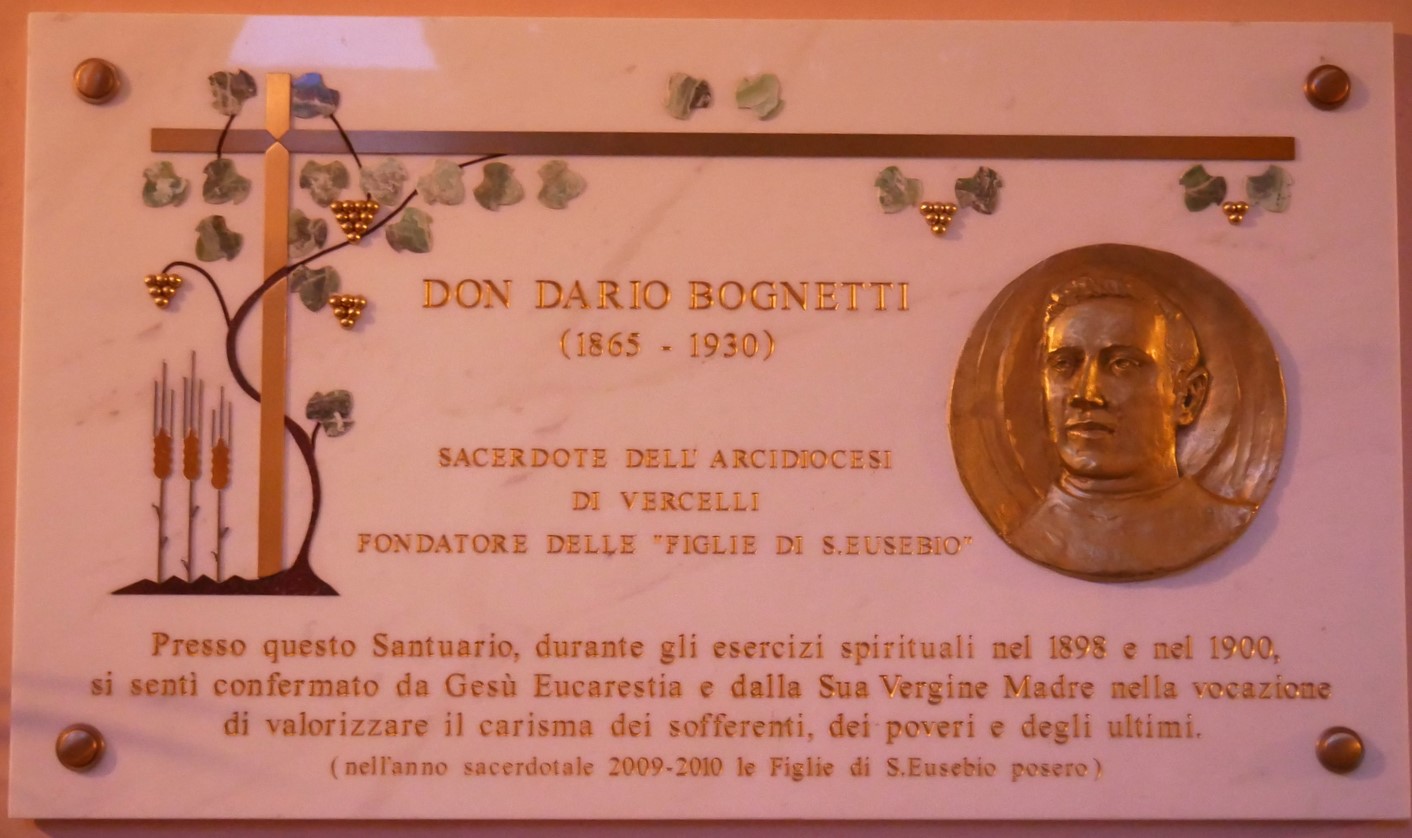 DON DARIO BOGNETTI
(1865 - 1930)
SACERDOTE DELL' ARCIDIOCESI
DI VERCELLI
FONDATORE DELLE "FIGLIE DI S.EUSEBIO"
Presso questo Santuario, durante gli esercizi spirituali nel 1898 e nel 1900,
si sentì confermato da Gesù Eucarestia e dalla Sua Vergine Madre nella vocazione
di valorizzare il carisma dei sofferenti, dei poveri e degli ultimi.
(nell'anno sacerdotale 2009-2010 le Figlie di S.Eusebio posero)